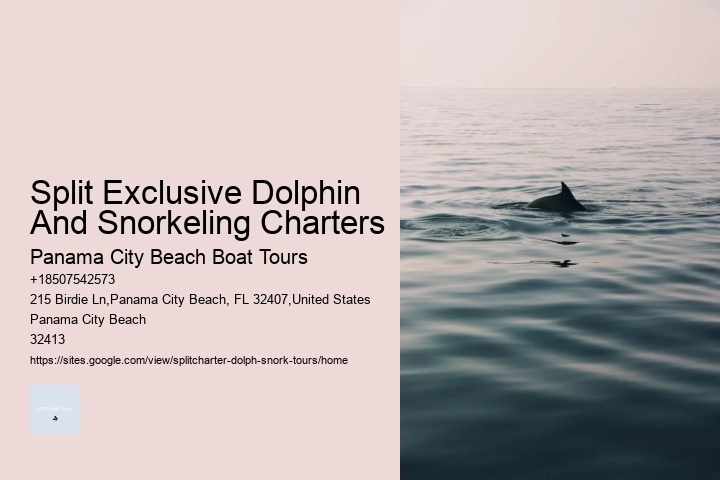 Split Exclusive Dolphin
And Snorkeling Charters
Panama City Beach Boat Tours
+18507542573
215 Birdie Ln,Panama City Beach, FL 32407,United States
Panama City Beach
32413
https://sites.google.com/view/splitcharter-dolph-snork-tours/home